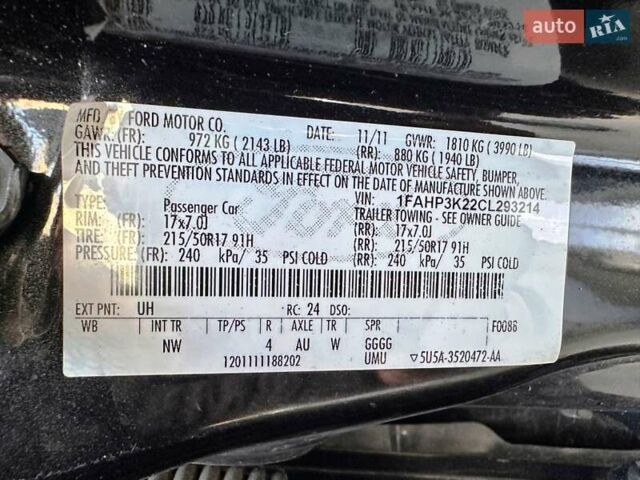 auto RIA.com
MFD BY FORD MOTOR CO. DATE: 11/11 GVWR: 1810 KG ( 3990 LB)
GAWR: (FR): 972 KG ( 2143 LB) (RR): 880 KG ( 1940 LB)
THIS VEHICLE CONFORMS TO ALL APPLICABLE FEDERAL MOTOR VEHICLE SAFETY, BUMPER,
AND THEFT PREVENTION STANDARDS IN EFFECT ON THE DATE OF MANUFACTURE SHOWN ABOVE.
VIN: 1FAHP3K22CL293214
TYPE: Passenger Car TRAILER TOWING - SEE OWNER GUIDE
RIM: (FR): 17x7.0J (RR): 17x7.0J
TIRE: (FR): 215/50R17 91H (RR): 215/50R17 91H
PRESSURE: (FR): 240 kPa/ 35 PSI COLD (RR): 240 kPa/ 35 PSI COLD
EXT PNT: UH RC: 24 DSO: F0086
WB INT TR TP/PS R AXLE TR SPR
NW 4 AU W GGGG
1201111188202 UMU ▽5U5A-3520472-AA